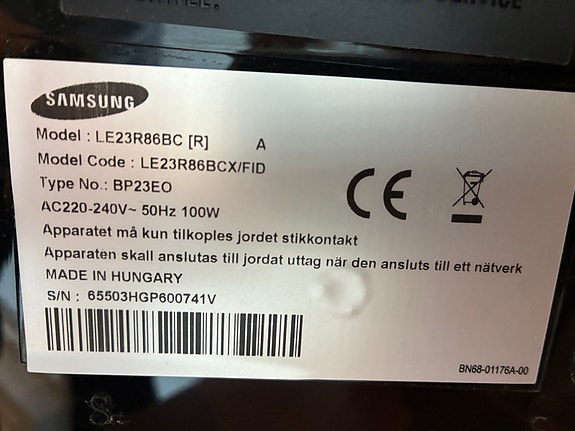 SERVICE
SAMSUNG
Model : LE23R86BC [R] A
Model Code : LE23R86BCX/FID
Type No.: BP23EO
AC220-240V~ 50Hz 100W
Apparatet må kun tilkoples jordet stikkontakt
Apparaten skall anslutas till jordat uttag när den ansluts till ett nätverk
MADE IN HUNGARY
S/N : 65503HGP600741V
BN68-01176A-00